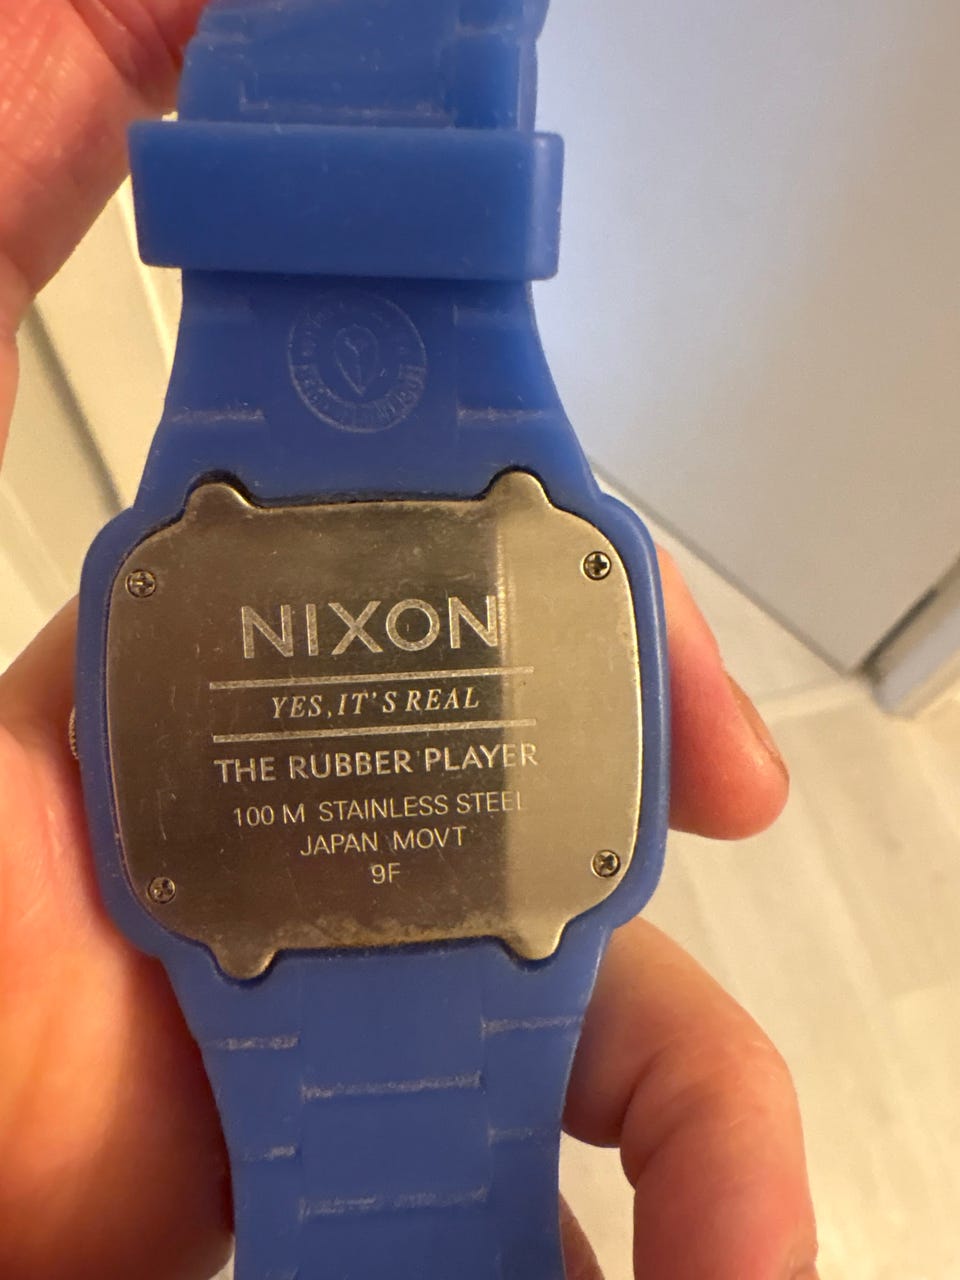 NIXON
YES, IT'S REAL
THE RUBBER PLAYER
100 M STAINLESS STEEL
JAPAN MOVT
9F